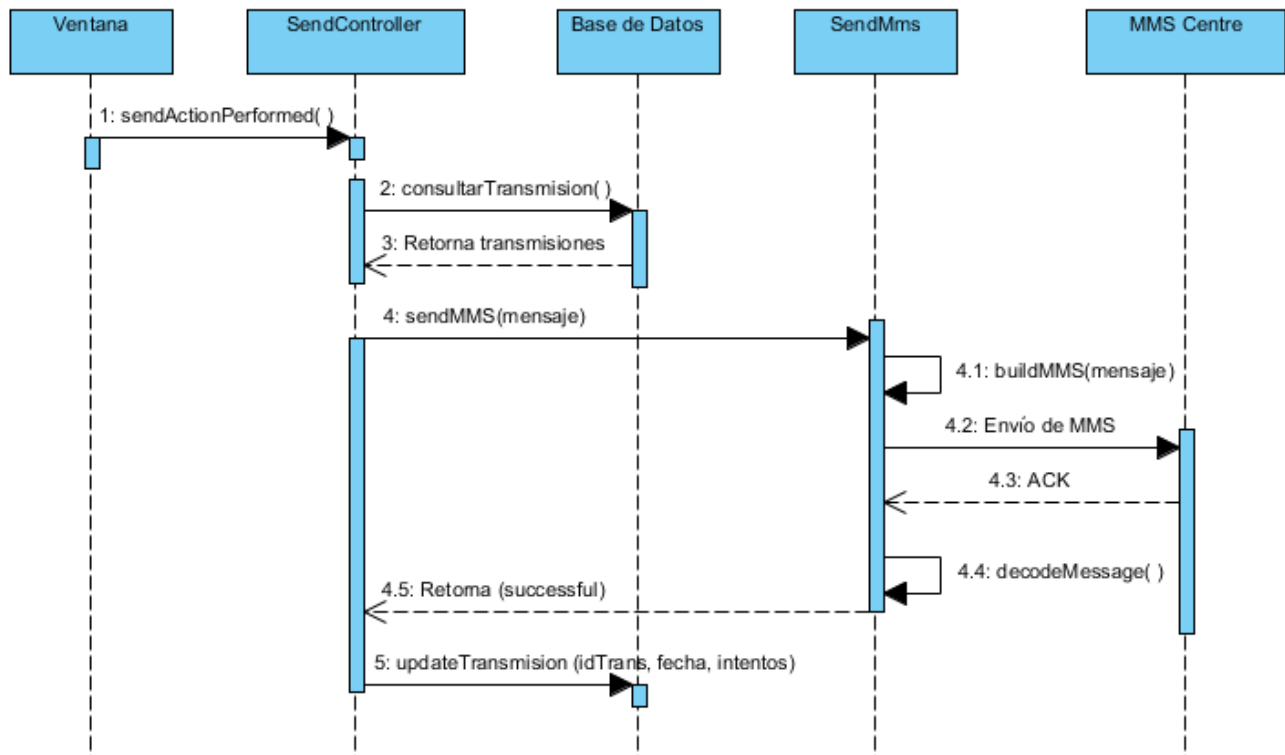 Ventana
SendController
Base de Datos
SendMms
MMS Centre
1: sendActionPerformed( )
2: consultarTransmision( )
3: Retorna transmisiones
4: sendMMS(mensaje)
4.1: buildMMS(mensaje)
4.2: Envío de MMS
4.3: ACK
4.4: decodeMessage( )
4.5: Retorna (successful)
5: updateTransmision (idTrans, fecha, intentos)